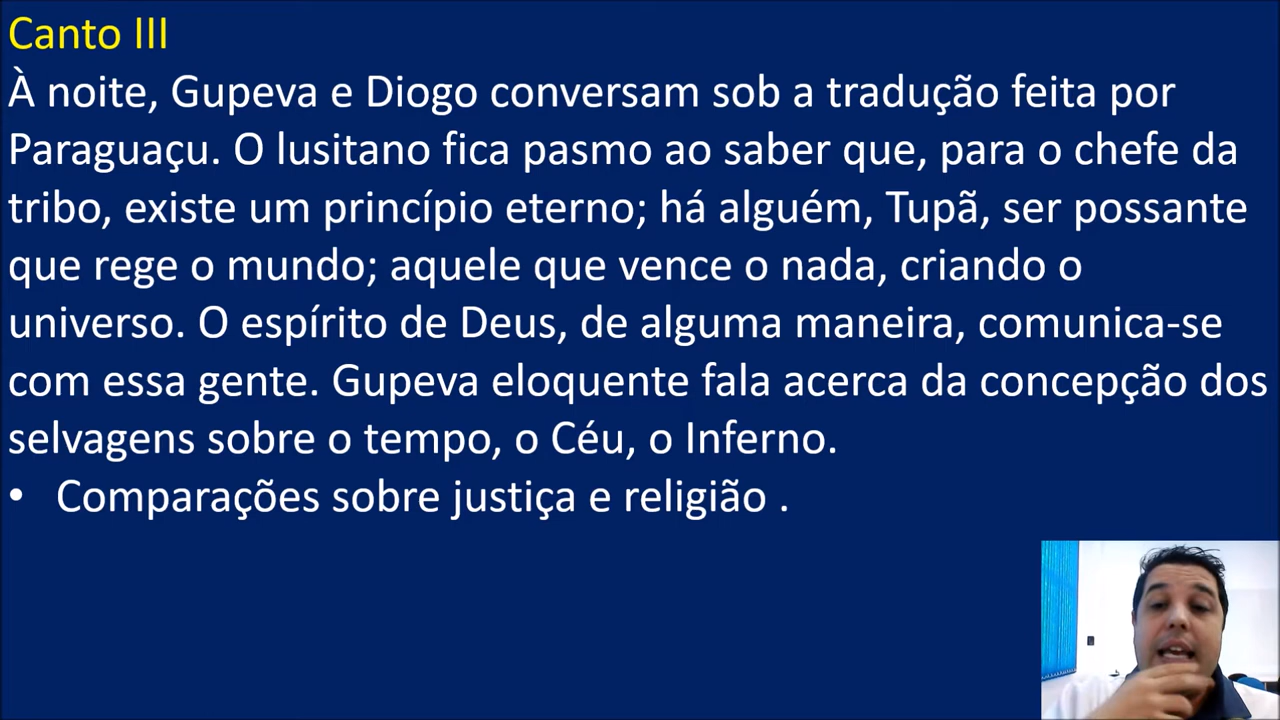 Canto III
À noite, Gupeva e Diogo conversam sob a tradução feita por
Paraguaçu. O lusitano fica pasmo ao saber que, para o chefe da
tribo, existe um princípio eterno; há alguém, Tupã, ser possante
que rege o mundo; aquele que vence o nada, criando o
universo. O espírito de Deus, de alguma maneira, comunica-se
com essa gente. Gupeva eloquente fala acerca da concepção dos
selvagens sobre o tempo, o Céu, o Inferno.
• Comparações sobre justiça e religião .